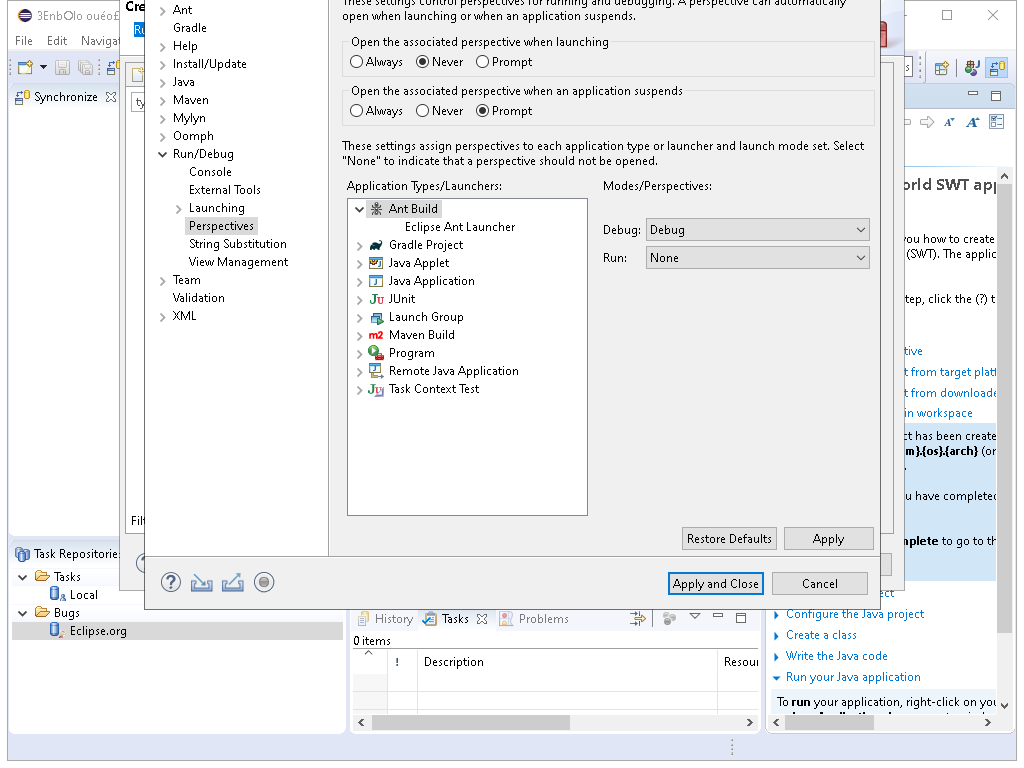 3EnbOlo
Cre
File Edit Navigat
Ru
Synchronize
ty
Ant
Gradle
Help
Install/Update
Java
Maven
Mylyn
Oomph
Run/Debug
Console
External Tools
Launching
Perspectives
String Substitution
View Management
Team
Validation
XML
These settings control perspectives for running and debugging. A perspective can automatically
open when launching or when an application suspends.
Open the associated perspective when launching
Always Never Prompt
Open the associated perspective when an application suspends
Always Never Prompt
These settings assign perspectives to each application type or launcher and launch mode set. Select
"None" to indicate that a perspective should not be opened.
Application Types/Launchers:
Modes/Perspectives:
Ant Build
Eclipse Ant Launcher
Gradle Project
Java Applet
Java Application
JUnit
Launch Group
Maven Build
Program
Remote Java Application
Task Context Test
Debug: Debug
Run: None
Restore Defaults Apply
Apply and Close Cancel
Filt
orld SWT app
you how to create
(SWT). The applic
tep, click the (?) t
tive
t from target platf
t from downloade
in workspace
ct has been create
m}.{os}.{arch} (or
u have completed
nplete to go to th
ect
Configure the Java project
Create a class
Write the Java code
Run your Java application
To run your application, right-click on you
Task Repositories
Tasks
Local
Bugs
Eclipse.org
History Tasks Problems
0 items
! Description Resour